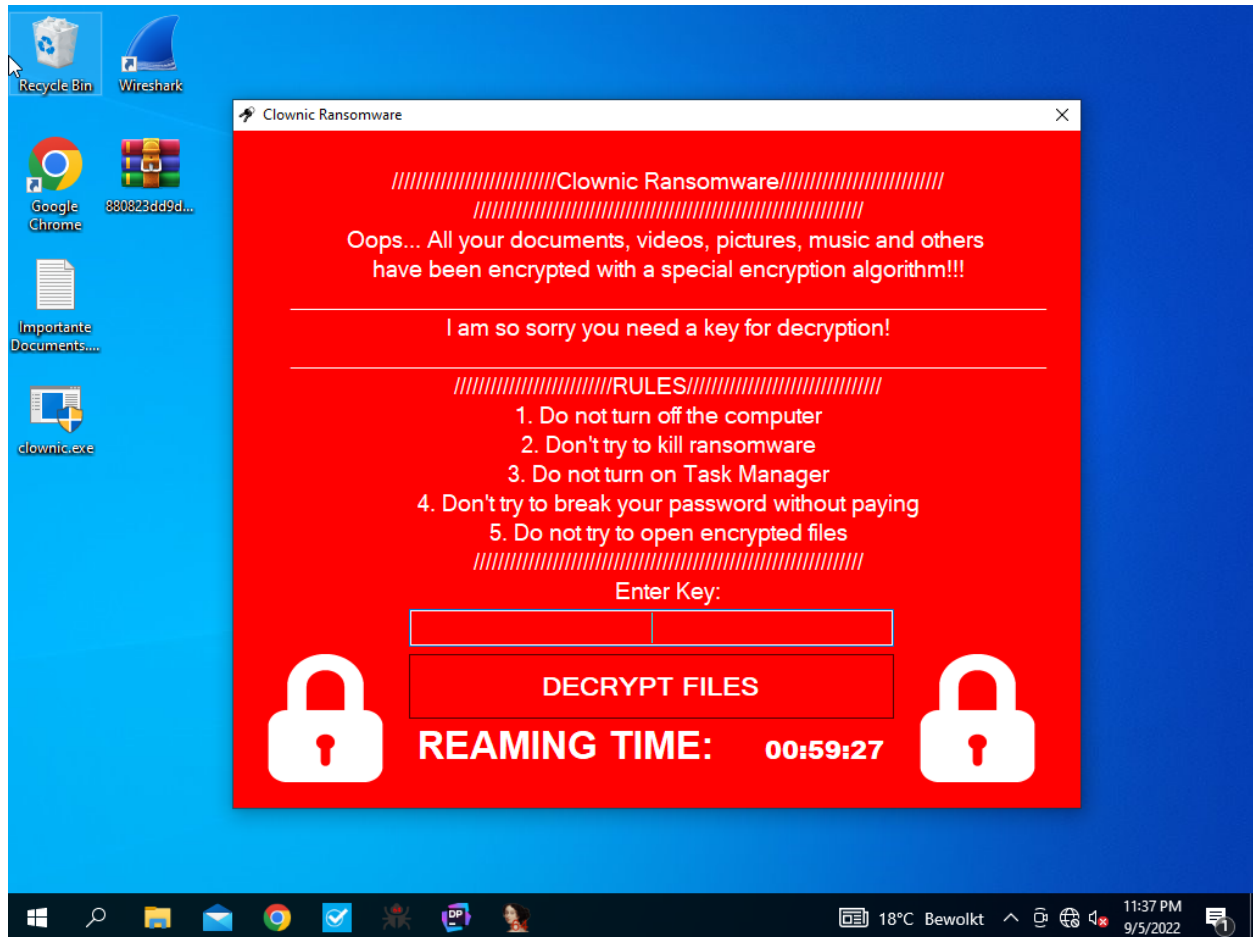 Recycle Bin
Wireshark
Google Chrome
880823dd9d...
Importante Documents....
clownic.exe
Clownic Ransomware
///////////////////////////Clownic Ransomware///////////////////////////
////////////////////////////////////////////////////////////////
Oops... All your documents, videos, pictures, music and others
have been encrypted with a special encryption algorithm!!!
I am so sorry you need a key for decryption!
//////////////////////////RULES////////////////////////////////
1. Do not turn off the computer
2. Don't try to kill ransomware
3. Do not turn on Task Manager
4. Don't try to break your password without paying
5. Do not try to open encrypted files
////////////////////////////////////////////////////////////////
Enter Key:
DECRYPT FILES
REAMING TIME: 00:59:27
DP
18°C Bewolkt
11:37 PM
9/5/2022
1